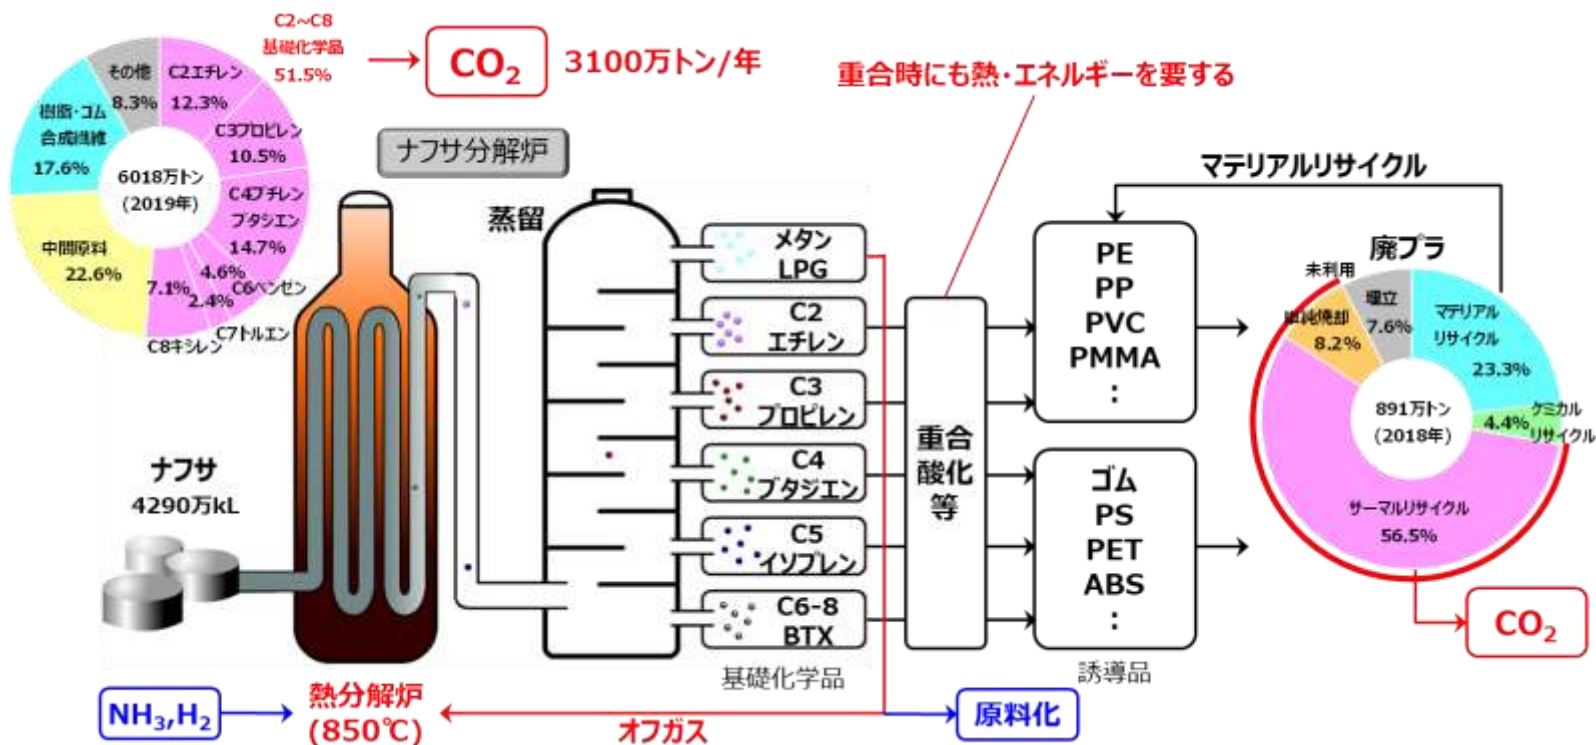 C2~C8
基礎化学品
51.5%
CO2
3100万トン/年
その他
8.3%
C2エチレン
12.3%
C3プロピレン
10.5%
C4ブチレン
ブタシエン
14.7%
4.6%
C6ベンゼン
2.4%
C7トルエン
7.1%
C8キシレン
中間原料
22.6%
樹脂・ゴム
合成繊維
17.6%
6018万トン
(2019年)
ナフサ分解炉
蒸留
ナフサ
4290万kL
NH3,H2
熱分解炉
(850℃)
オフガス
原料化
メタン
LPG
C2
エチレン
C3
プロピレン
C4
ブタジエン
C5
イソプレン
C6-8
BTX
基礎化学品
重合時にも熱・エネルギーを要する
重合
酸化
等
PE
PP
PVC
PMMA
:
ゴム
PS
PET
ABS
:
誘導品
マテリアルリサイクル
廃プラ
未利用
単純焼却
8.2%
埋立
7.6%
マテリアル
リサイクル
23.3%
ケミカル
リサイクル
4.4%
891万トン
(2018年)
サーマルリサイクル
56.5%
CO2